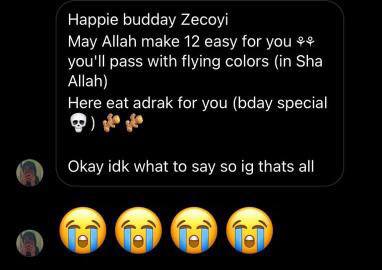 Happie budday Zecoyi
May Allah make 12 easy for you ⚘⚘
you'll pass with flying colors (in Sha
Allah)
Here eat adrak for you (bday special
💀) 🫚🫚
Okay idk what to say so ig thats all
😭😭😭😭